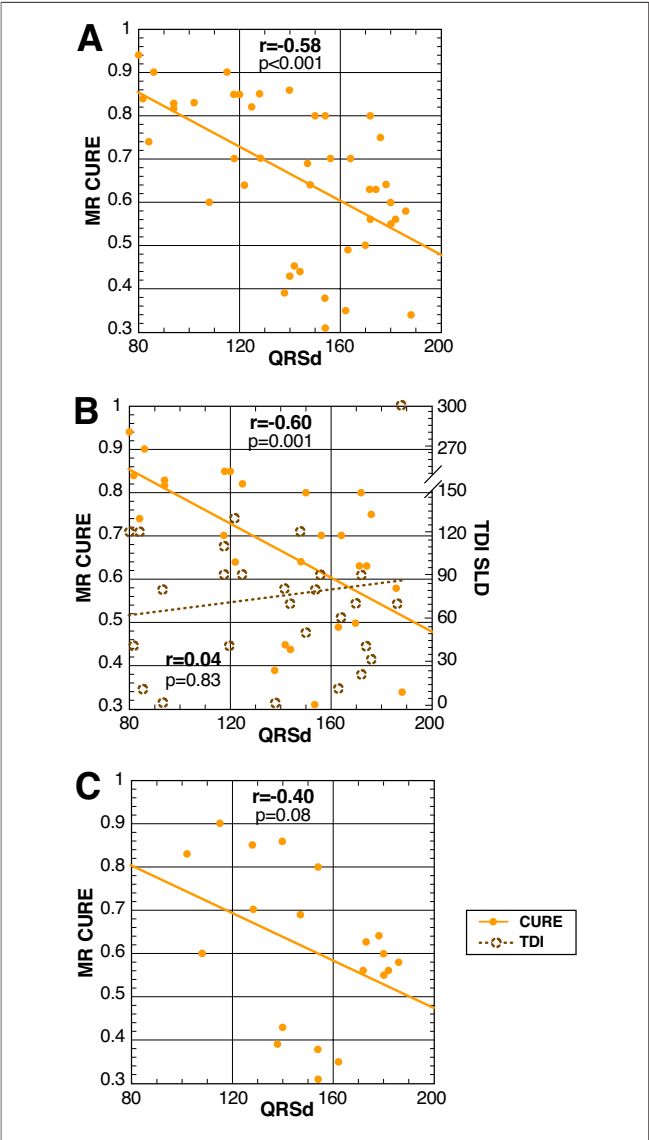 A
r=-0.58
p<0.001
1
0.9
0.8
0.7
0.6
0.5
0.4
0.3
MR CURE
80 120 160 200
QRSd
B
r=-0.60
p=0.001
1
0.9
0.8
0.7
0.6
0.5
0.4
0.3
MR CURE
300
270
150
120
90
60
30
0
TDI SLD
r=0.04
p=0.83
80 120 160 200
QRSd
C
r=-0.40
p=0.08
1
0.9
0.8
0.7
0.6
0.5
0.4
0.3
MR CURE
80 120 160 200
QRSd
CURE
TDI